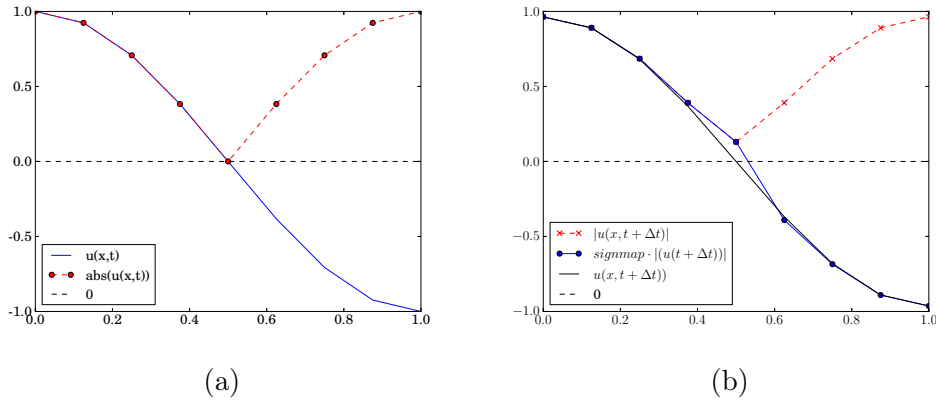 1.0
0.5
0.0
-0.5
-1.0
0.0 0.2 0.4 0.6 0.8 1.0
u(x,t)
abs(u(x,t))
0
(a)
1.0
0.5
0.0
−0.5
−1.0
0.0 0.2 0.4 0.6 0.8 1.0
|u(x, t + Δt)|
signmap · |(u(t + Δt))|
u(x, t + Δt))
0
(b)